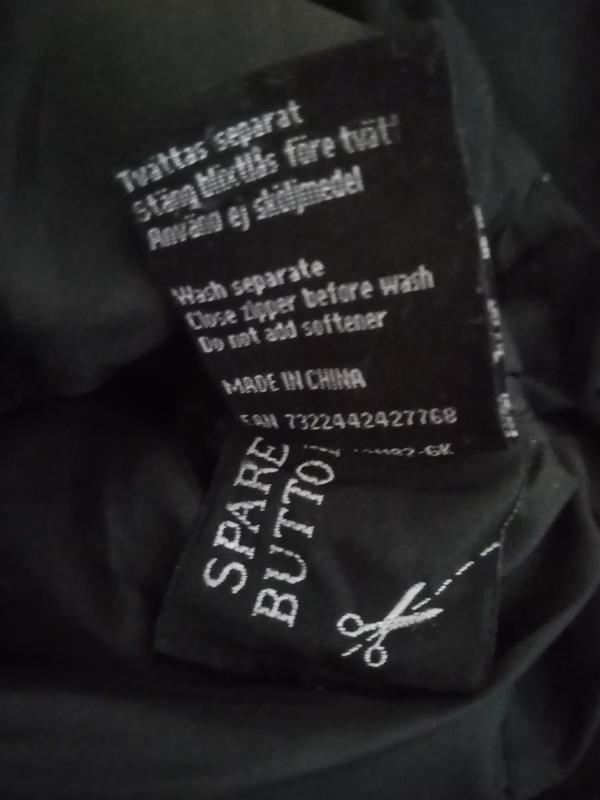 Tvättas separat
Stäng blixtlås före tvätt
Använd ej sköljmedel
Wash separate
Close zipper before wash
Do not add softener
MADE IN CHINA
EAN 7322442427768
SPARE
BUTTO